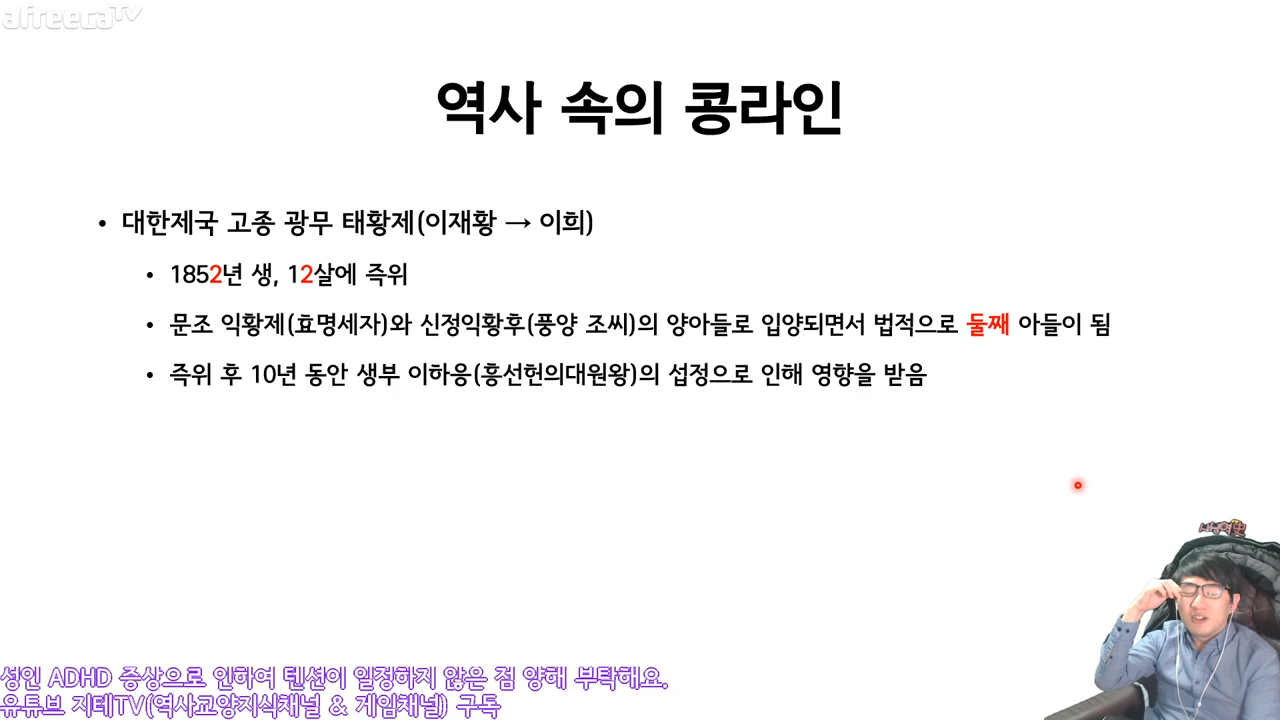 afreecaTV
역사 속의 콩라인
• 대한제국 고종 광무 태황제(이재황 → 이희)
• 1852년 생, 12살에 즉위
• 문조 익황제(효명세자)와 신정익황후(풍양 조씨)의 양아들로 입양되면서 법적으로 둘째 아들이 됨
• 즉위 후 10년 동안 생부 이하응(흥선헌의대원왕)의 섭정으로 인해 영향을 받음
성인 ADHD 증상으로 인하여 텐션이 일정하지 않은 점 양해 부탁해요.
유튜브 지테TV(역사교양지식채널 & 게임채널) 구독